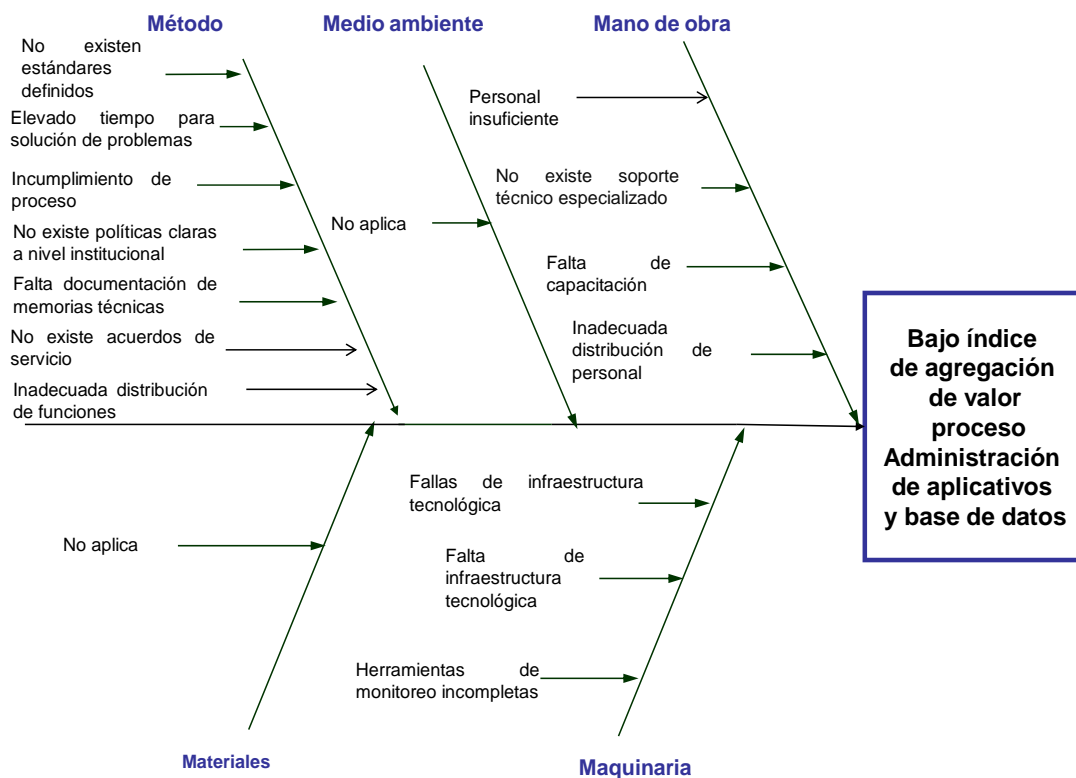 Método
No existen
estándares
definidos
Elevado tiempo para
solución de problemas
Incumplimiento de
proceso
No existe políticas claras
a nivel institucional
Falta documentación de
memorias técnicas
No existe acuerdos de
servicio
Inadecuada distribución
de funciones
Medio ambiente
No aplica
Mano de obra
Personal
insuficiente
No existe soporte
técnico especializado
Falta de
capacitación
Inadecuada
distribución de
personal
Bajo índice
de agregación
de valor
proceso
Administración
de aplicativos
y base de datos
No aplica
Materiales
Fallas de infraestructura
tecnológica
Falta de
infraestructura
tecnológica
Herramientas de
monitoreo incompletas
Maquinaria